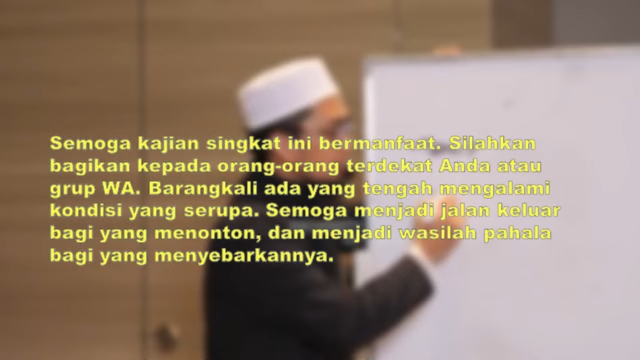 Semoga kajian singkat ini bermanfaat. Silahkan
bagikan kepada orang-orang terdekat Anda atau
grup WA. Barangkali ada yang tengah mengalami
kondisi yang serupa. Semoga menjadi jalan keluar
bagi yang menonton, dan menjadi wasilah pahala
bagi yang menyebarkannya.